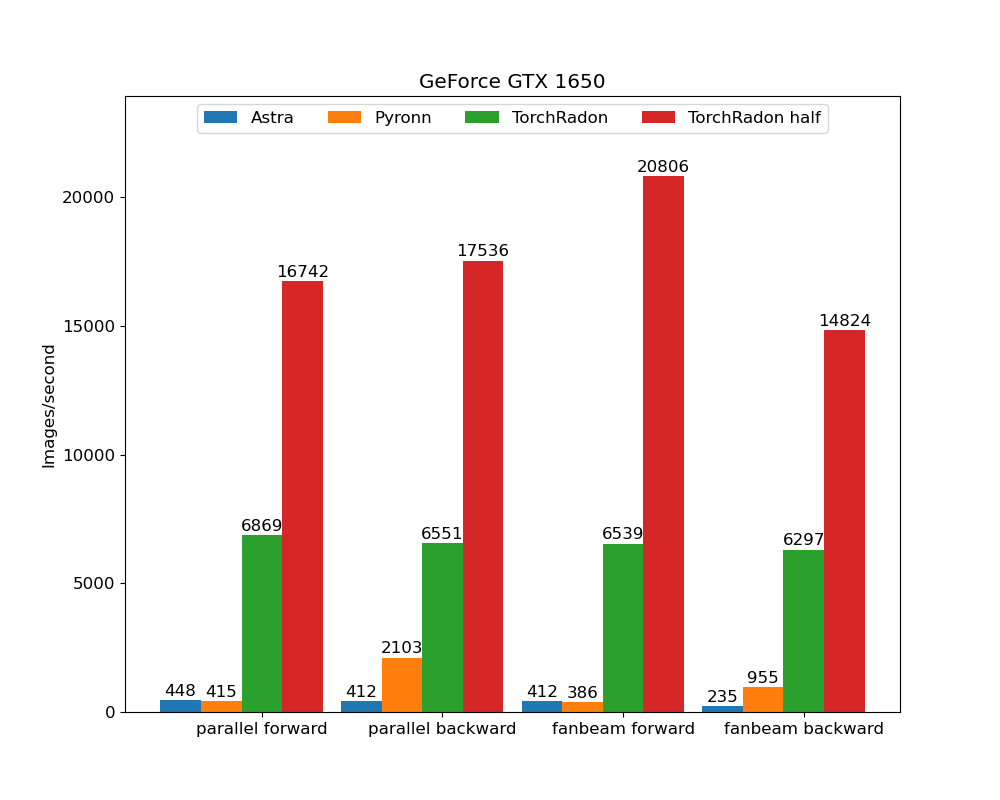 GeForce GTX 1650
Astra Pyronn TorchRadon TorchRadon half
Images/second
20000
15000
10000
5000
0
448 415 6869 16742
412 2103 6551 17536
412 386 6539 20806
235 955 6297 14824
parallel forward parallel backward fanbeam forward fanbeam backward